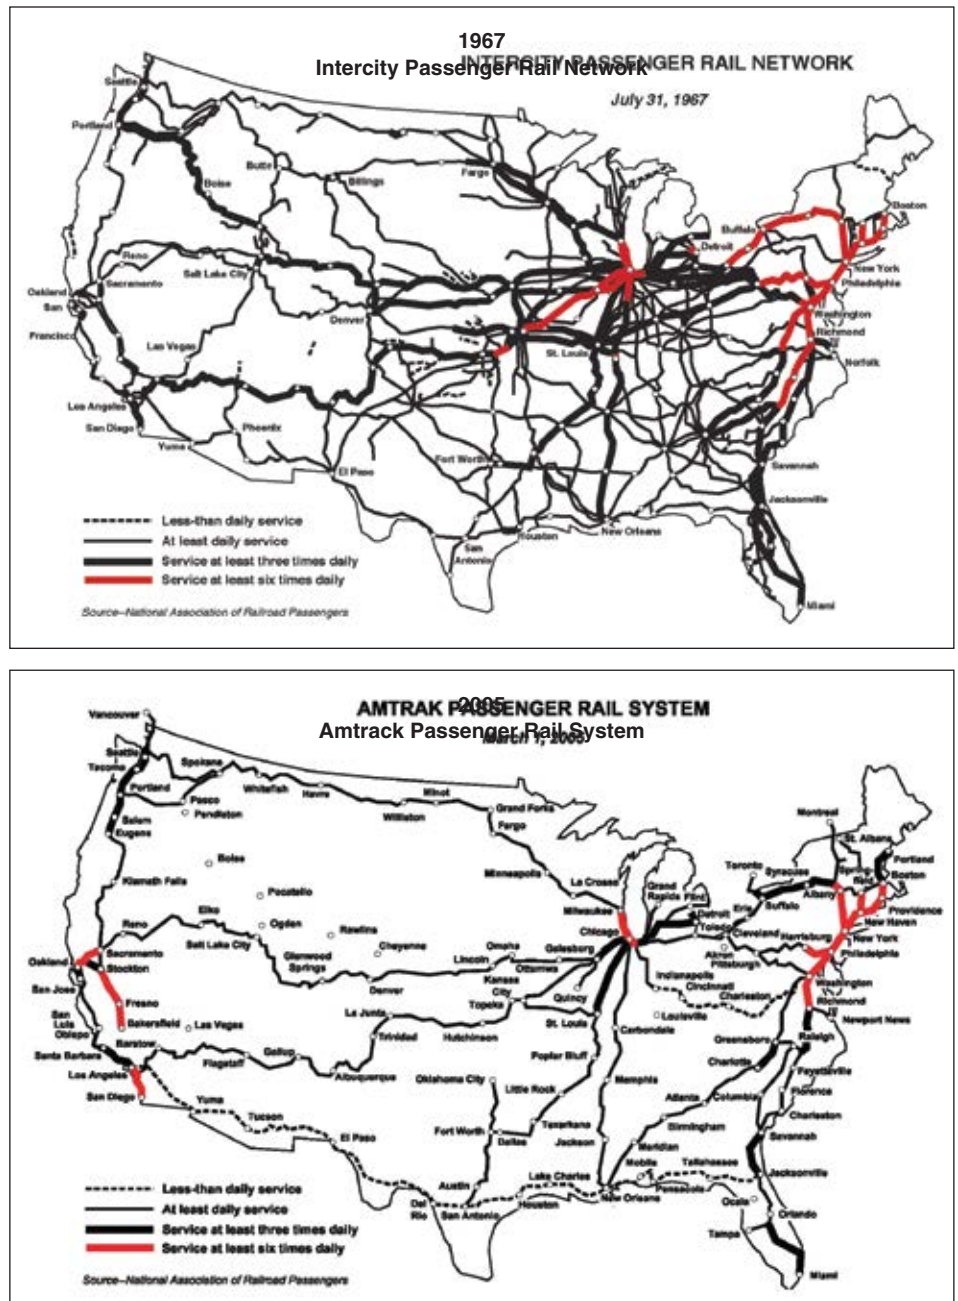 1967
Intercity Passenger Rail Network
INTERCITY PASSENGER RAIL NETWORK
July 31, 1967
Seattle
Portland
Butte
Billings
Fargo
Boise
Boston
Buffalo
Detroit
Reno
Salt Lake City
Sacramento
New York
Philadelphia
Oakland
San
Francisco
Denver
Washington
Richmond
Las Vegas
St. Louis
Norfolk
Los Angeles
San Diego
Phoenix
Yuma
Fort Worth
El Paso
Savannah
Jacksonville
Less-than daily service
At least daily service
Service at least three times daily
Service at least six times daily
San
Antonio
Houston
New Orleans
Miami
Source–National Association of Railroad Passengers
2005
AMTRAK PASSENGER RAIL SYSTEM
Amtrack Passenger Rail System
March 1, 2005
Vancouver
Seattle
Tacoma
Spokane
Portland
Whitefish
Havre
Minot
Pasco
Williston
Grand Forks
Pendleton
Salem
Eugene
Fargo
Montreal
St. Albans
Boise
Minneapolis
Toronto
Syracuse
Spring-
field
Portland
Boston
Klamath Falls
Pocatello
La Crosse
Grand
Rapids
Flint
Albany
Erie
Buffalo
Milwaukee
Detroit
Providence
New Haven
Elko
Reno
Ogden
Rawlins
Chicago
Toledo
Cleveland
Harrisburg
New York
Salt Lake City
Cheyenne
Omaha
Galesburg
Akron
Pittsburgh
Philadelphia
Sacramento
Oakland
Stockton
Glenwood
Springs
Lincoln
Ottumwa
Indianapolis
Cincinnati
Washington
San Jose
Denver
Kansas
City
Quincy
Charleston
Richmond
Fresno
Topeka
Louisville
San
Luis
Obispo
Bakersfield
Las Vegas
La Junta
St. Louis
Carbondale
Newport News
Greensboro
Raleigh
Barstow
Trinidad
Hutchinson
Santa Barbara
Gallup
Flagstaff
Poplar Bluff
Charlotte
Los Angeles
Albuquerque
Oklahoma City
Memphis
Fayetteville
San Diego
Little Rock
Atlanta
Columbia
Florence
Yuma
Charleston
Tucson
Texarkana
Birmingham
El Paso
Fort Worth
Dallas
Jackson
Meridian
Savannah
Mobile
Tallahassee
Jacksonville
Less-than daily service
At least daily service
Service at least three times daily
Service at least six times daily
Austin
Lake Charles
Pensacola
Del
Rio
San Antonio
Houston
New Orleans
Ocala
Orlando
Tampa
Miami
Source–National Association of Railroad Passengers